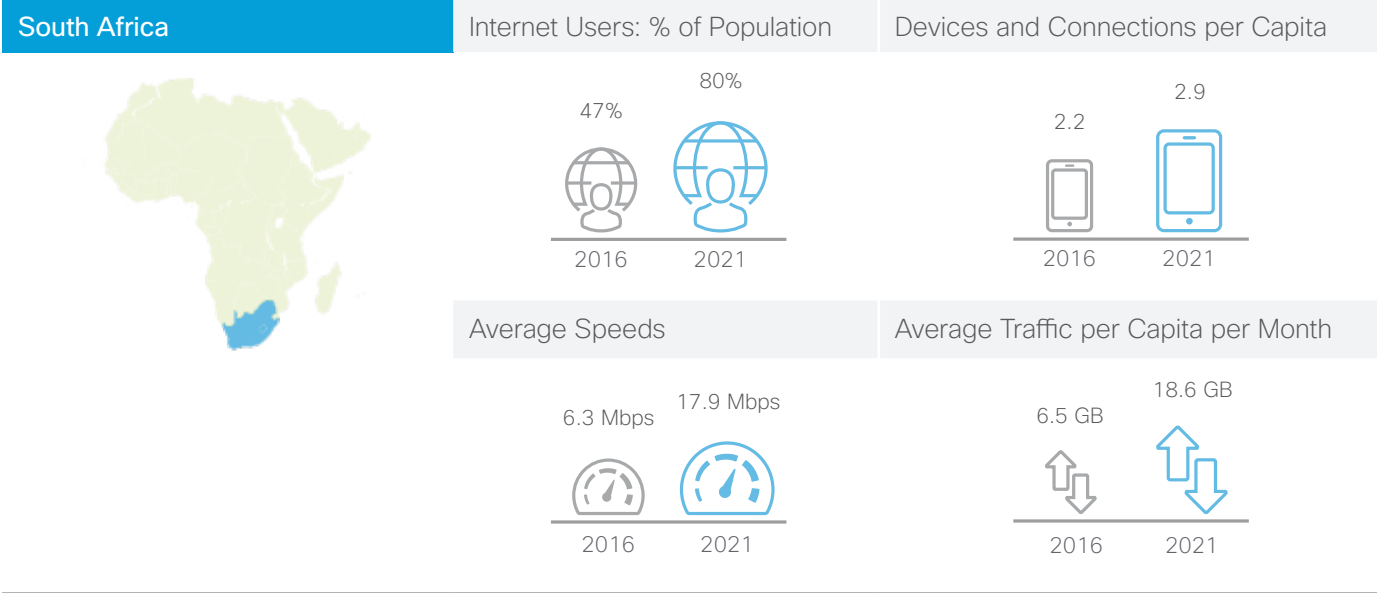 South Africa
Internet Users: % of Population
Devices and Connections per Capita
47%
80%
2016
2021
2.2
2.9
2016
2021
Average Speeds
Average Traffic per Capita per Month
6.3 Mbps
17.9 Mbps
2016
2021
6.5 GB
18.6 GB
2016
2021